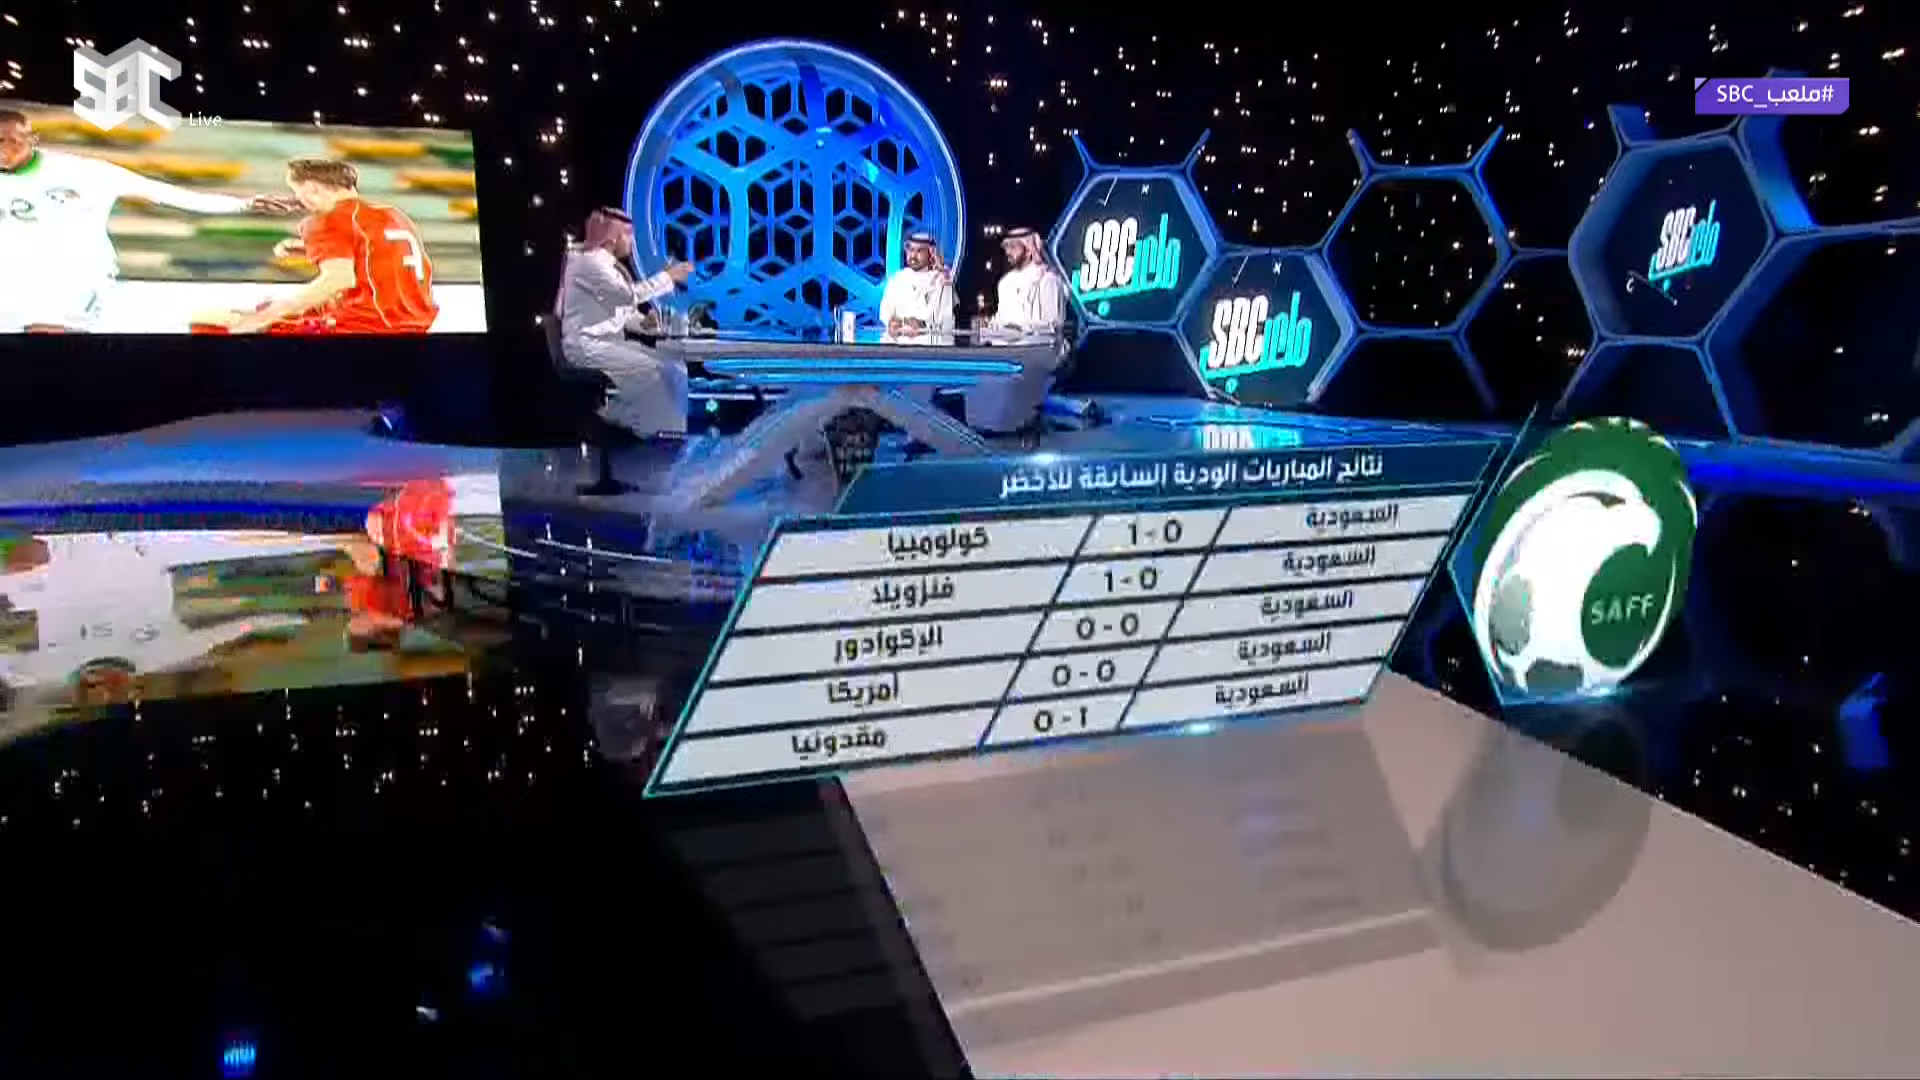 SBC
Live
#ملعب_SBC
SBC ملعب
SBC ملعب
SBC ملعب
3
نتائج المباريات الودية السابقة للأخضر
السعودية 0 - 1 كولومبيا
السعودية 0 - 1 فنزويلا
السعودية 0 - 0 الإكوادور
السعودية 0 - 0 أمريكا
السعودية 1 - 0 مقدونيا
SAFF